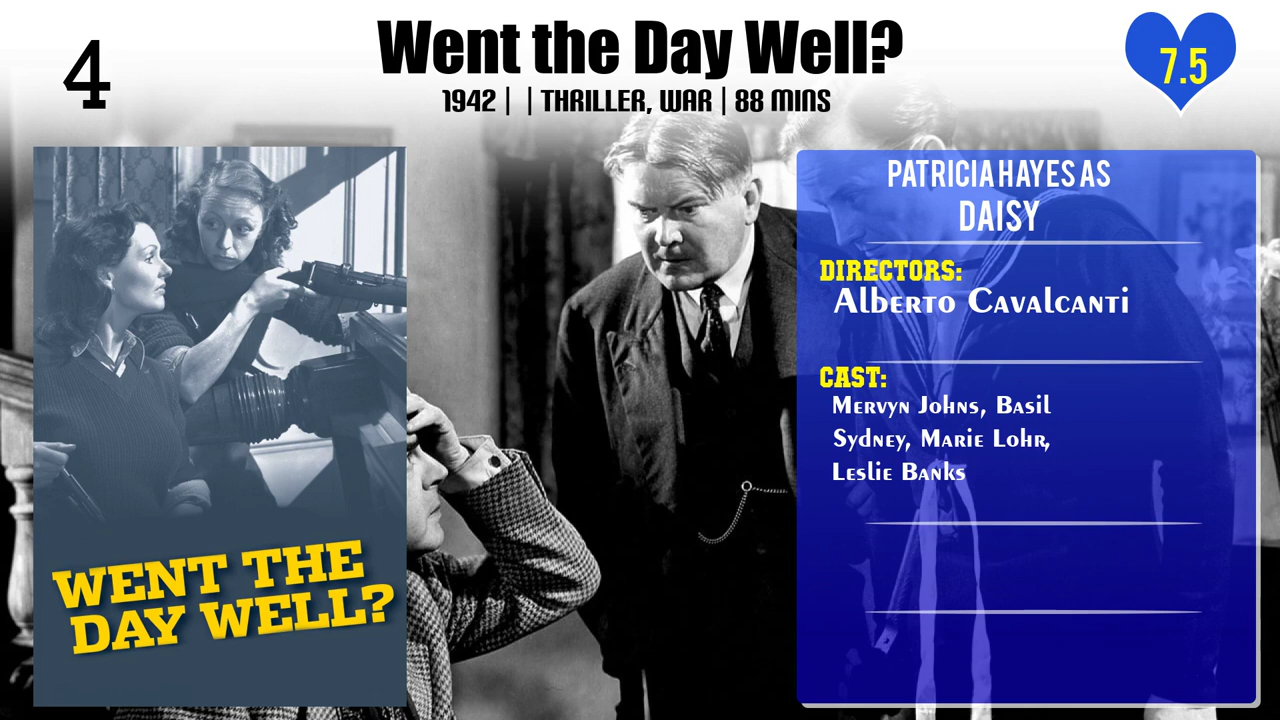 4
Went the Day Well?
1942 | | THRILLER, WAR | 88 MINS
7.5
WENT THE
DAY WELL?
PATRICIA HAYES AS
DAISY
DIRECTORS:
Alberto Cavalcanti
CAST:
Mervyn Johns, Basil
Sydney, Marie Lohr,
Leslie Banks